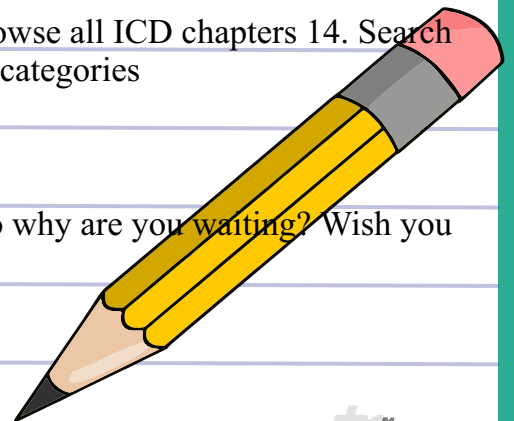 owse all ICD chapters 14. Search
categories
why are you waiting? Wish you